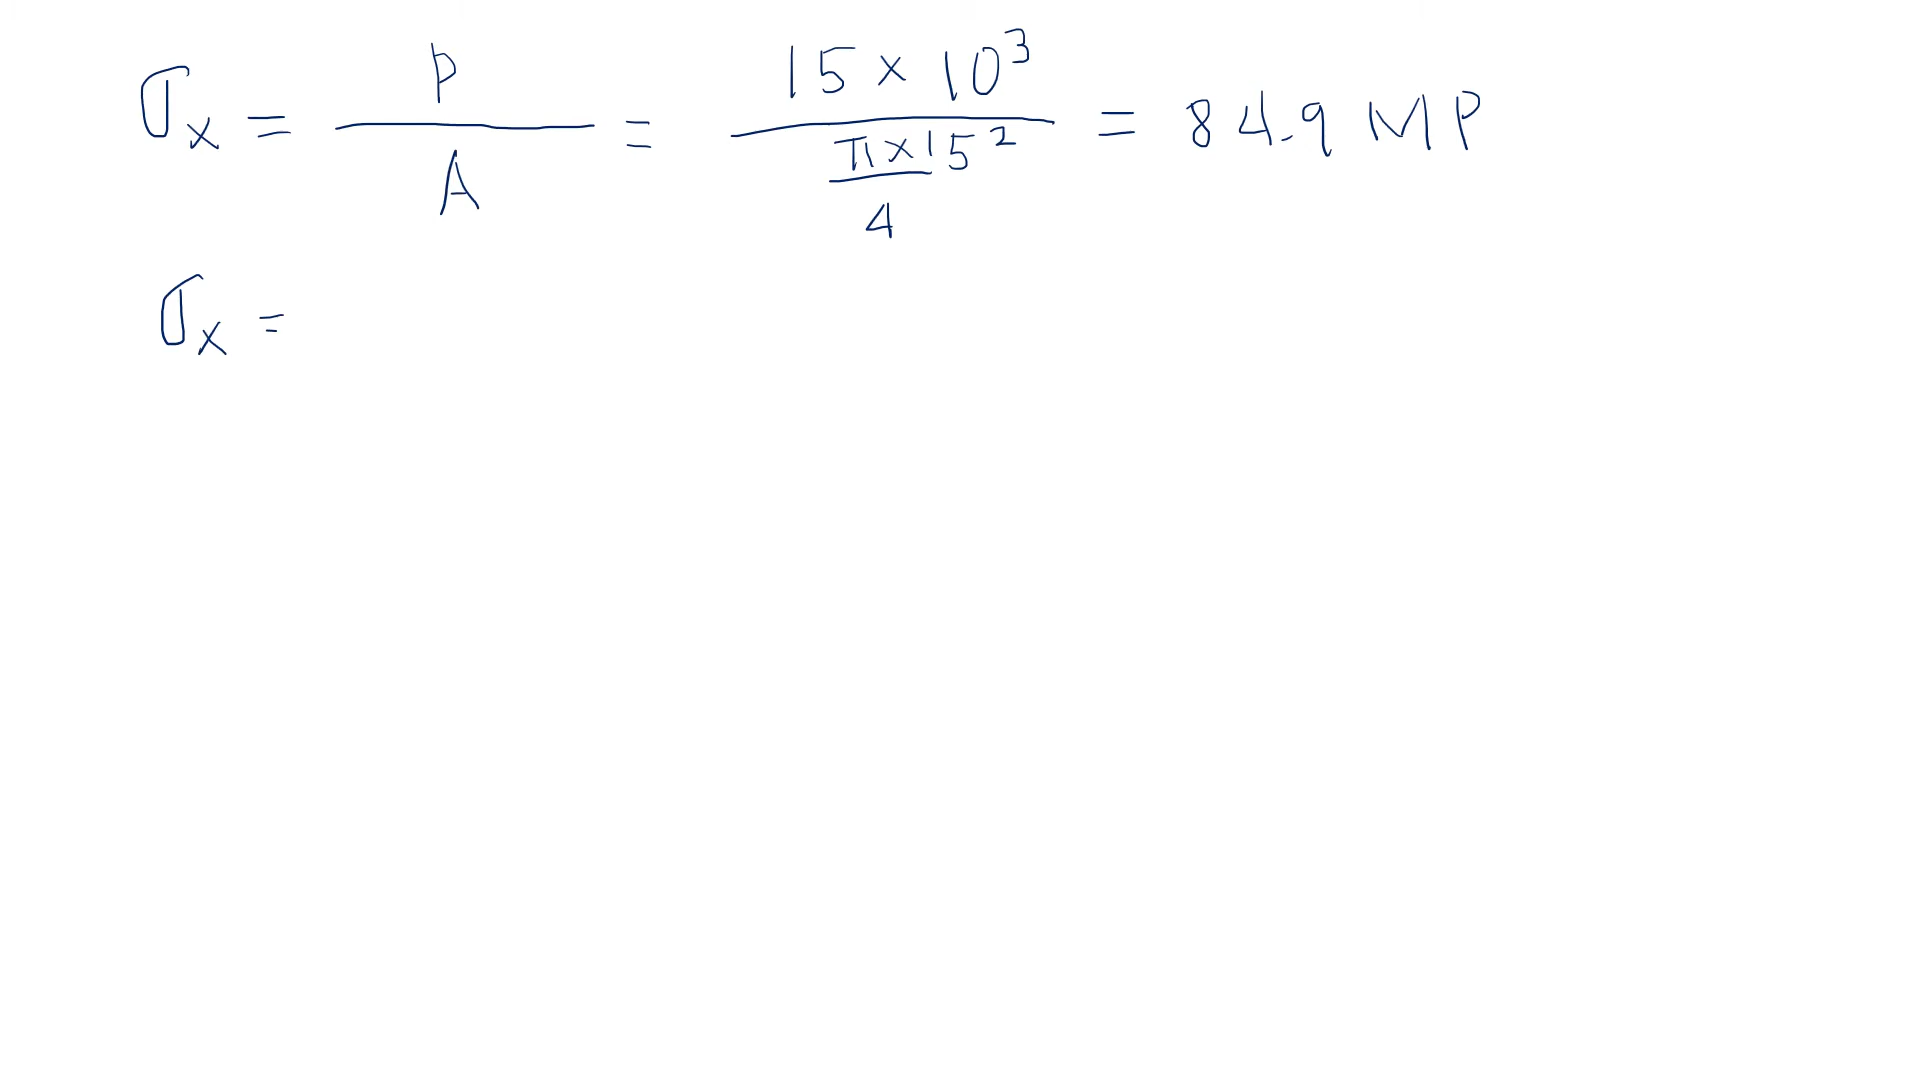 σₓ = P / A = 15 × 10³ / (π × 15² / 4) = 84.9 MP
σₓ =